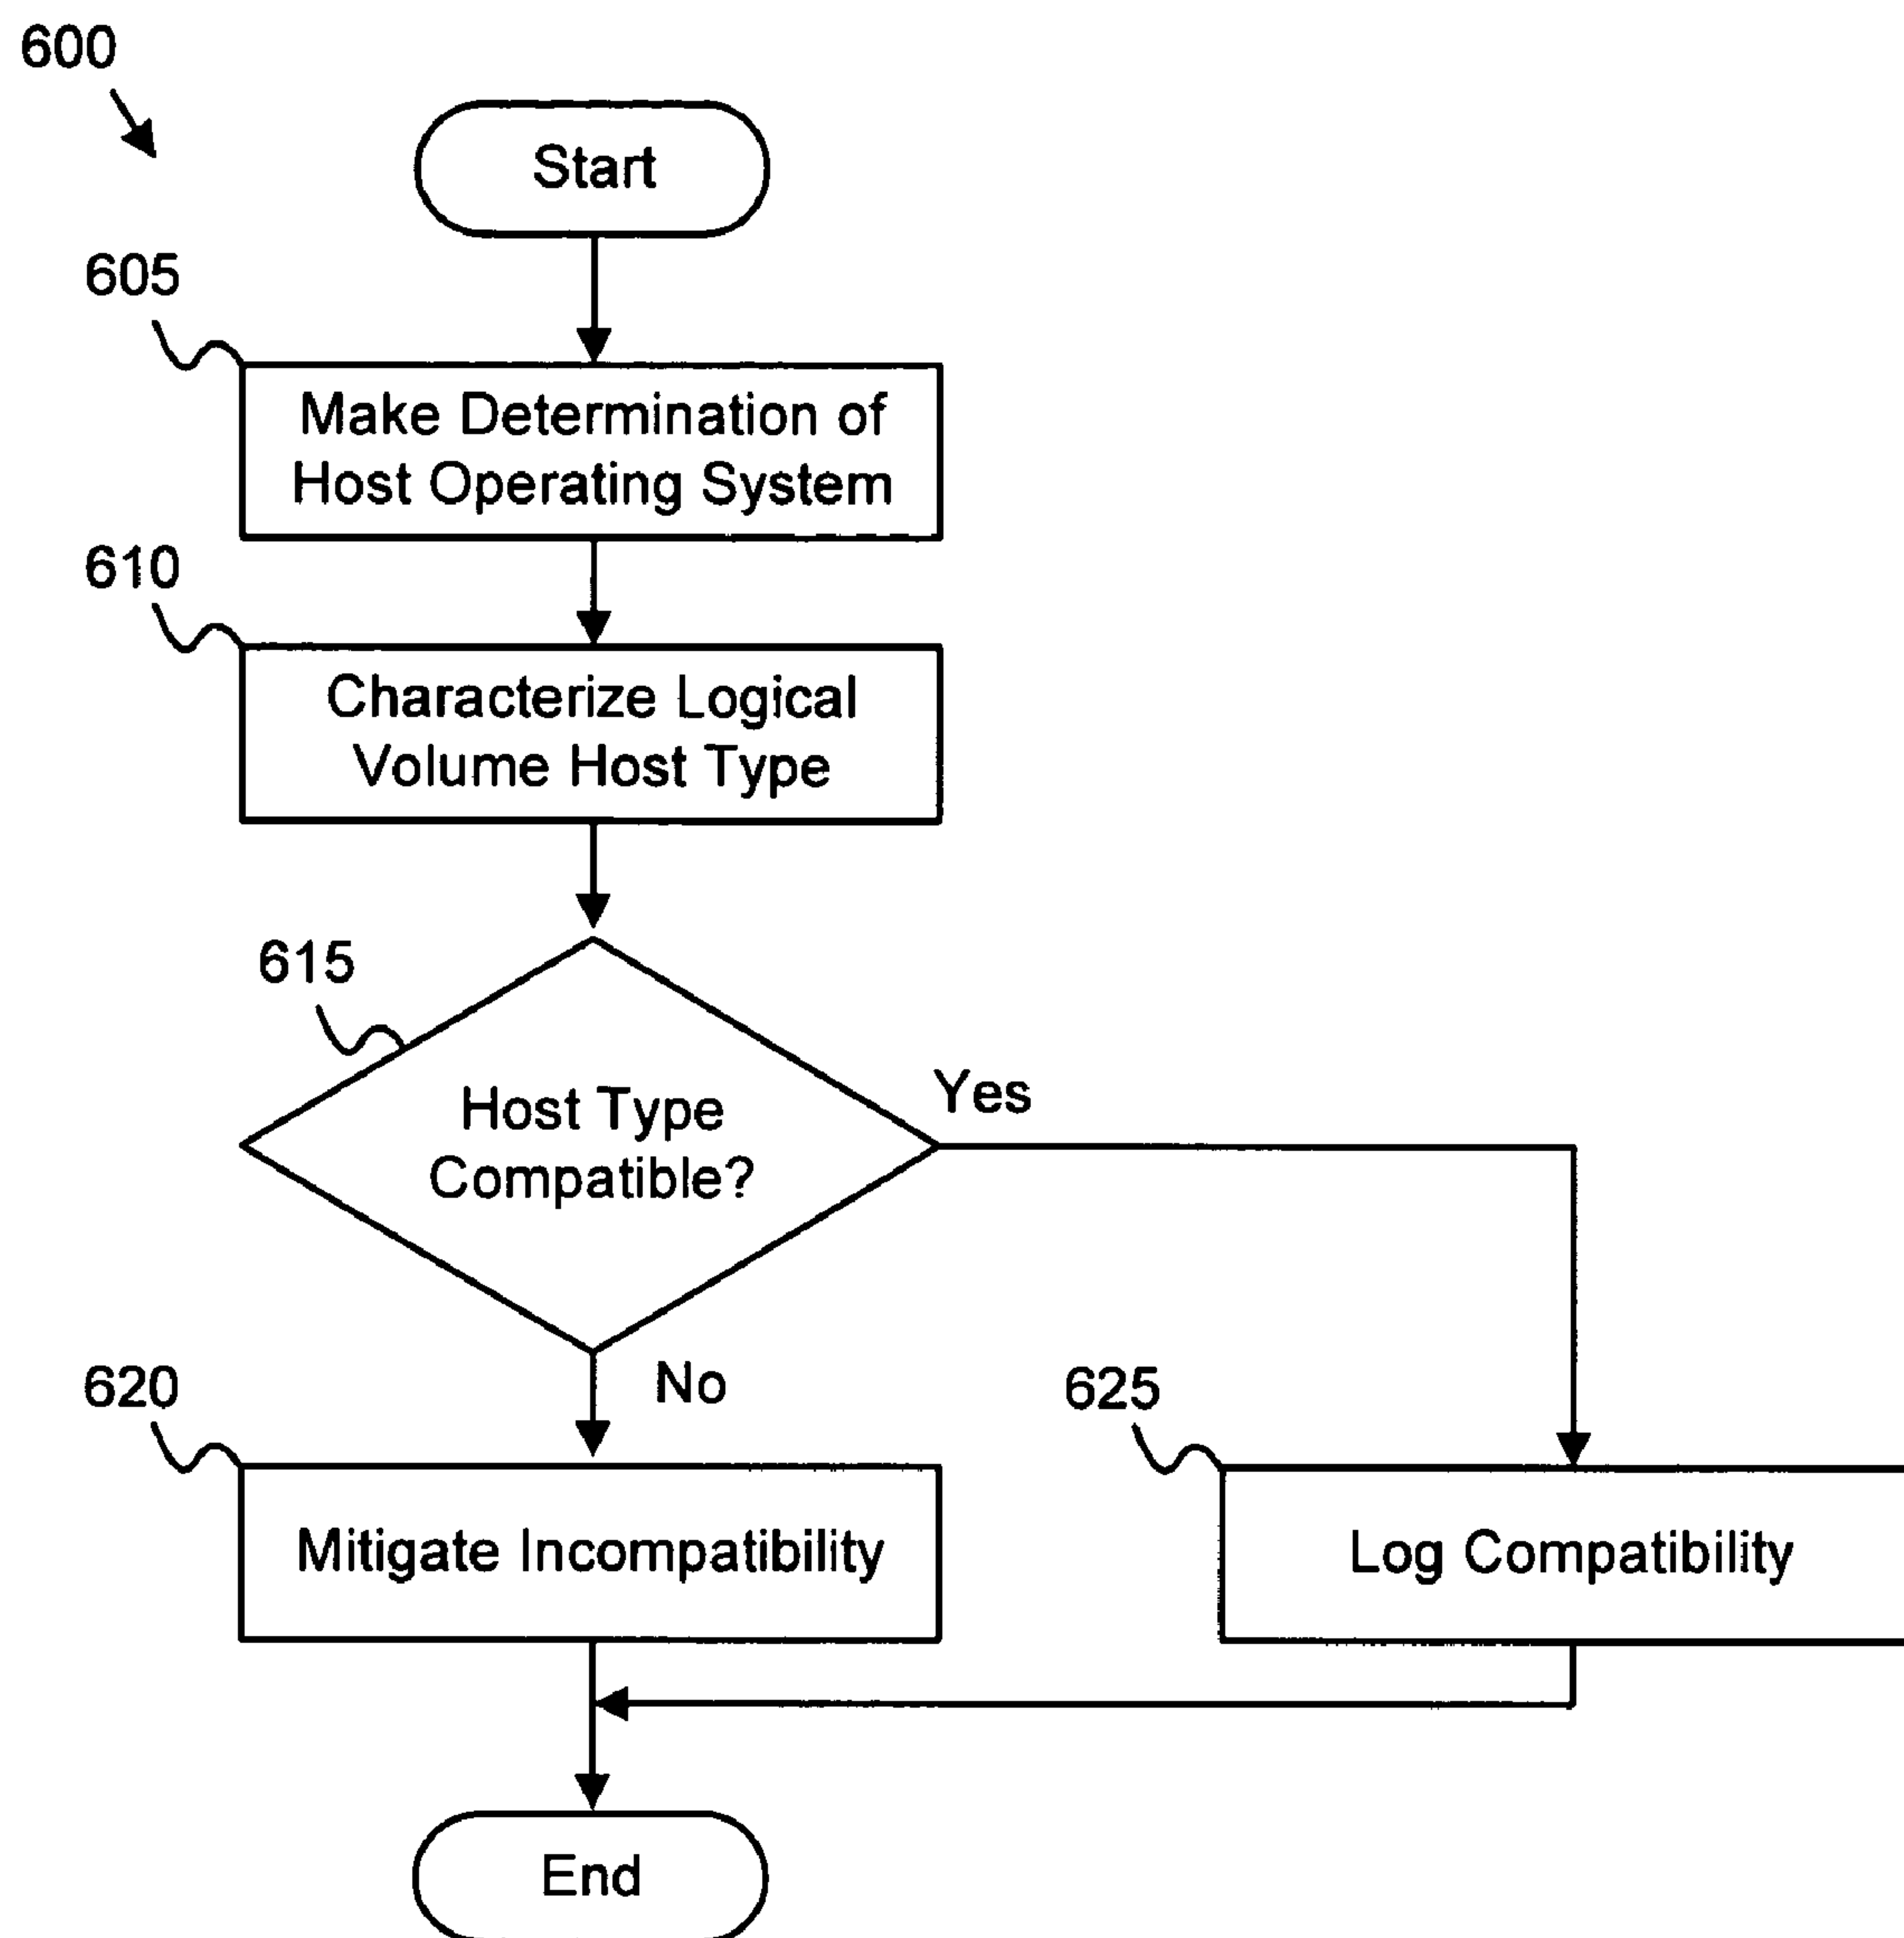 600
Start
605
Make Determination of
Host Operating System
610
Characterize Logical
Volume Host Type
615
Host Type
Compatible?
Yes
No
620
Mitigate Incompatibility
625
Log Compatibility
End